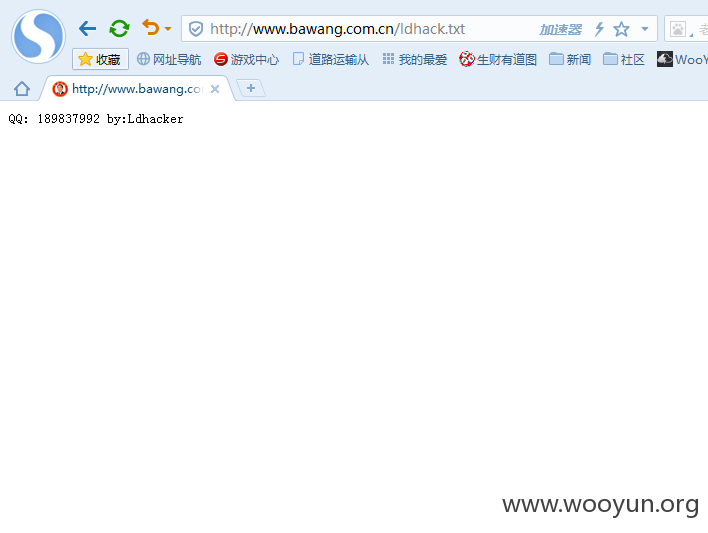 http://www.bawang.com.cn/ldhack.txt 加速器
收藏 网址导航 游戏中心 道路运输从 我的最爱 生财有道图 新闻 社区 WooY
http://www.bawang.co
QQ: 189837992 by:Ldhacker
www.wooyun.org